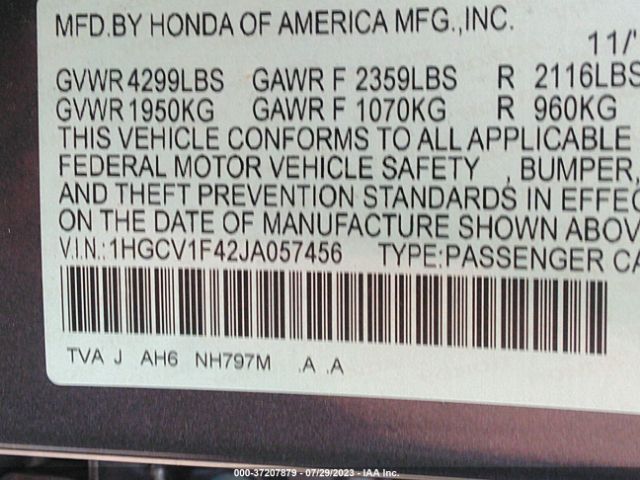 MFD.BY HONDA OF AMERICA MFG.,INC.
11/'
GVWR 4299LBS GAWR F 2359LBS R 2116LBS
GVWR 1950KG GAWR F 1070KG R 960KG
THIS VEHICLE CONFORMS TO ALL APPLICABLE
FEDERAL MOTOR VEHICLE SAFETY , BUMPER,
AND THEFT PREVENTION STANDARDS IN EFFEC
ON THE DATE OF MANUFACTURE SHOWN ABOV
V.I.N.:1HGCV1F42JA057456 TYPE:PASSENGER CA
TVA J AH6 NH797M .A .A
000-37207879 - 07/29/2023 - IAA Inc.